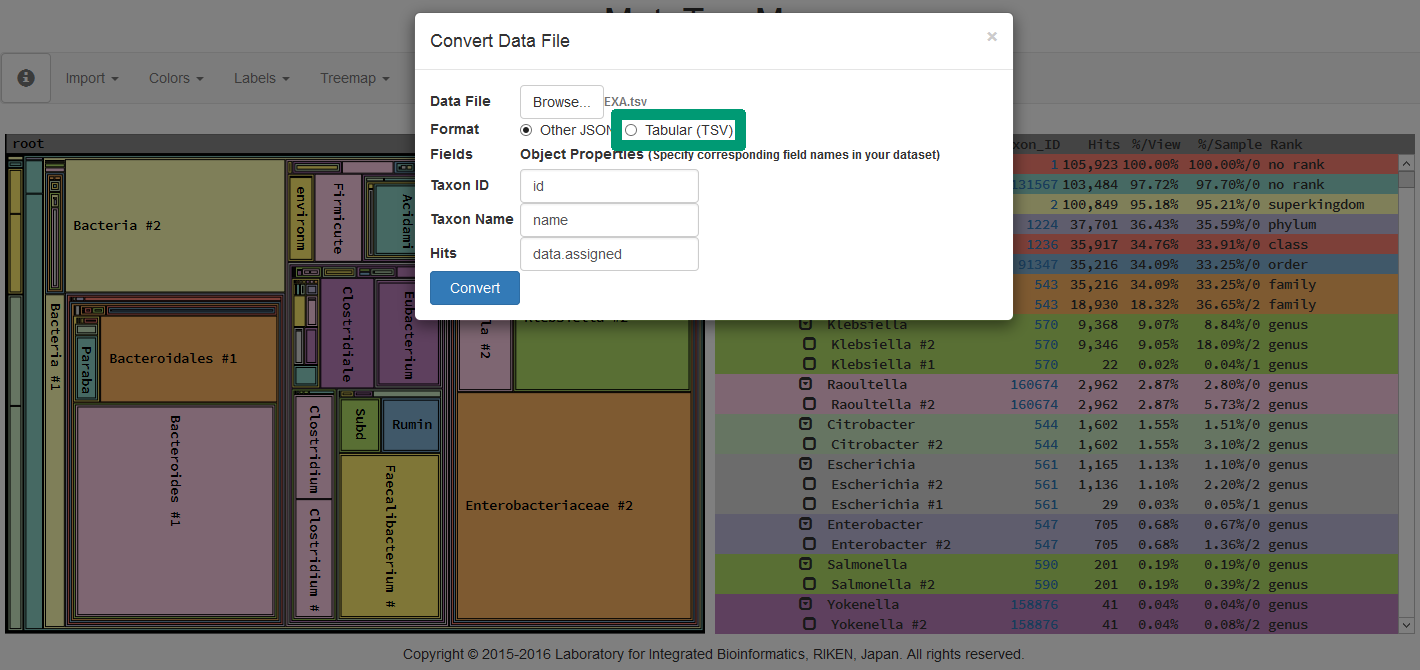 Convert Data File
×
Import
Colors
Labels
Treemap
Data File
Browse...
EXA.tsv
Format
Other JSON
Tabular (TSV)
Fields
Object Properties (Specify corresponding field names in your dataset)
Taxon ID
id
Taxon Name
name
Hits
data.assigned
Convert
root
Bacteria #2
environm
Firmicute
Acidami
Bacteria #1
Paraba
Bacteroidales #1
Bacteroides #1
Clostridiale
Eubacterium
Clostridium
Clostridium #
Subd
Rumin
Faecalibacterium #
la #2
Enterobacteriaceae #2
xon_ID Hits %/View %/Sample Rank
1 105,923 100.00% 100.00%/0 no rank
131567 103,484 97.72% 97.70%/0 no rank
2 100,849 95.18% 95.21%/0 superkingdom
1224 37,701 36.43% 35.59%/0 phylum
1236 35,917 34.76% 33.91%/0 class
91347 35,216 34.09% 33.25%/0 order
543 35,216 34.09% 33.25%/0 family
543 18,930 18.32% 36.65%/2 family
Klebsiella 570 9,368 9.07% 8.84%/0 genus
Klebsiella #2 570 9,346 9.05% 18.09%/2 genus
Klebsiella #1 570 22 0.02% 0.04%/1 genus
Raoultella 160674 2,962 2.87% 2.80%/0 genus
Raoultella #2 160674 2,962 2.87% 5.73%/2 genus
Citrobacter 544 1,602 1.55% 1.51%/0 genus
Citrobacter #2 544 1,602 1.55% 3.10%/2 genus
Escherichia 561 1,165 1.13% 1.10%/0 genus
Escherichia #2 561 1,136 1.10% 2.20%/2 genus
Escherichia #1 561 29 0.03% 0.05%/1 genus
Enterobacter 547 705 0.68% 0.67%/0 genus
Enterobacter #2 547 705 0.68% 1.36%/2 genus
Salmonella 590 201 0.19% 0.19%/0 genus
Salmonella #2 590 201 0.19% 0.39%/2 genus
Yokenella 158876 41 0.04% 0.04%/0 genus
Yokenella #2 158876 41 0.04% 0.08%/2 genus
Copyright © 2015-2016 Laboratory for Integrated Bioinformatics, RIKEN, Japan. All rights reserved.